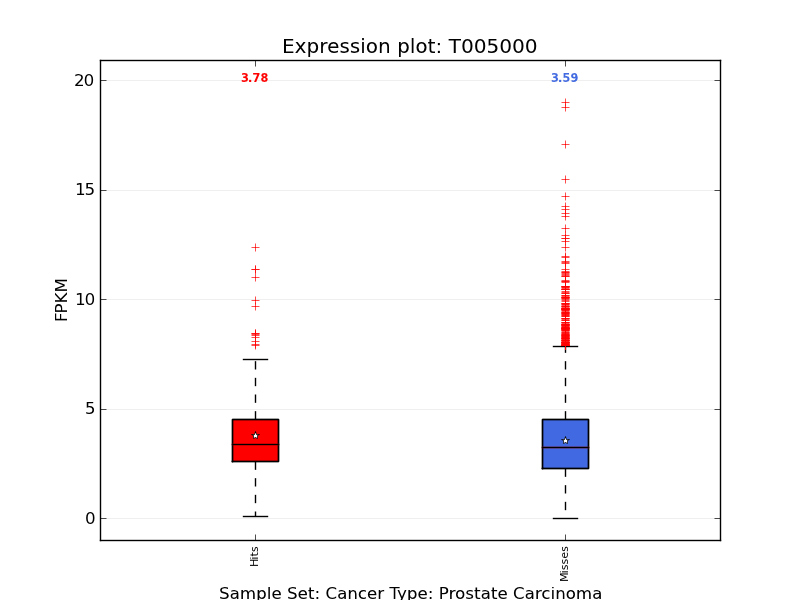 Expression plot: T005000
3.78
3.59
20
15
10
5
0
FPKM
Hits
Misses
Sample Set: Cancer Type: Prostate Carcinoma